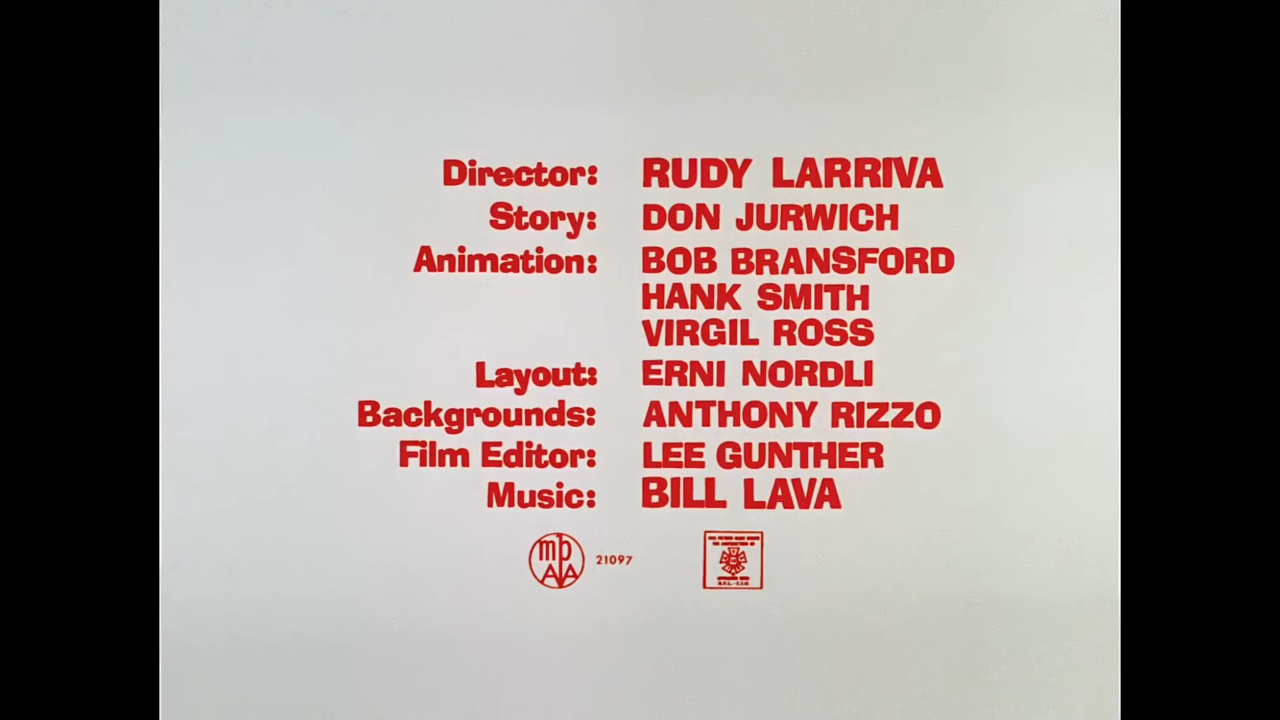 Director: RUDY LARRIVA
Story: DON JURWICH
Animation: BOB BRANSFORD
HANK SMITH
VIRGIL ROSS
Layout: ERNI NORDLI
Backgrounds: ANTHONY RIZZO
Film Editor: LEE GUNTHER
Music: BILL LAVA
mpAA 21097